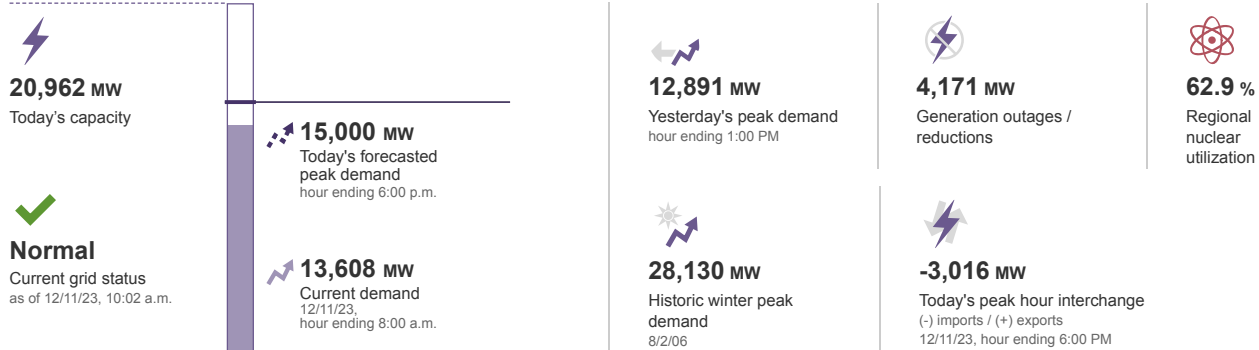 20,962 MW
Today's capacity
Normal
Current grid status
as of 12/11/23, 10:02 a.m.
15,000 MW
Today's forecasted
peak demand
hour ending 6:00 p.m.
13,608 MW
Current demand
12/11/23,
hour ending 8:00 a.m.
12,891 MW
Yesterday's peak demand
hour ending 1:00 PM
4,171 MW
Generation outages /
reductions
62.9 %
Regional
nuclear
utilization
28,130 MW
Historic winter peak
demand
8/2/06
-3,016 MW
Today's peak hour interchange
(-) imports / (+) exports
12/11/23, hour ending 6:00 PM